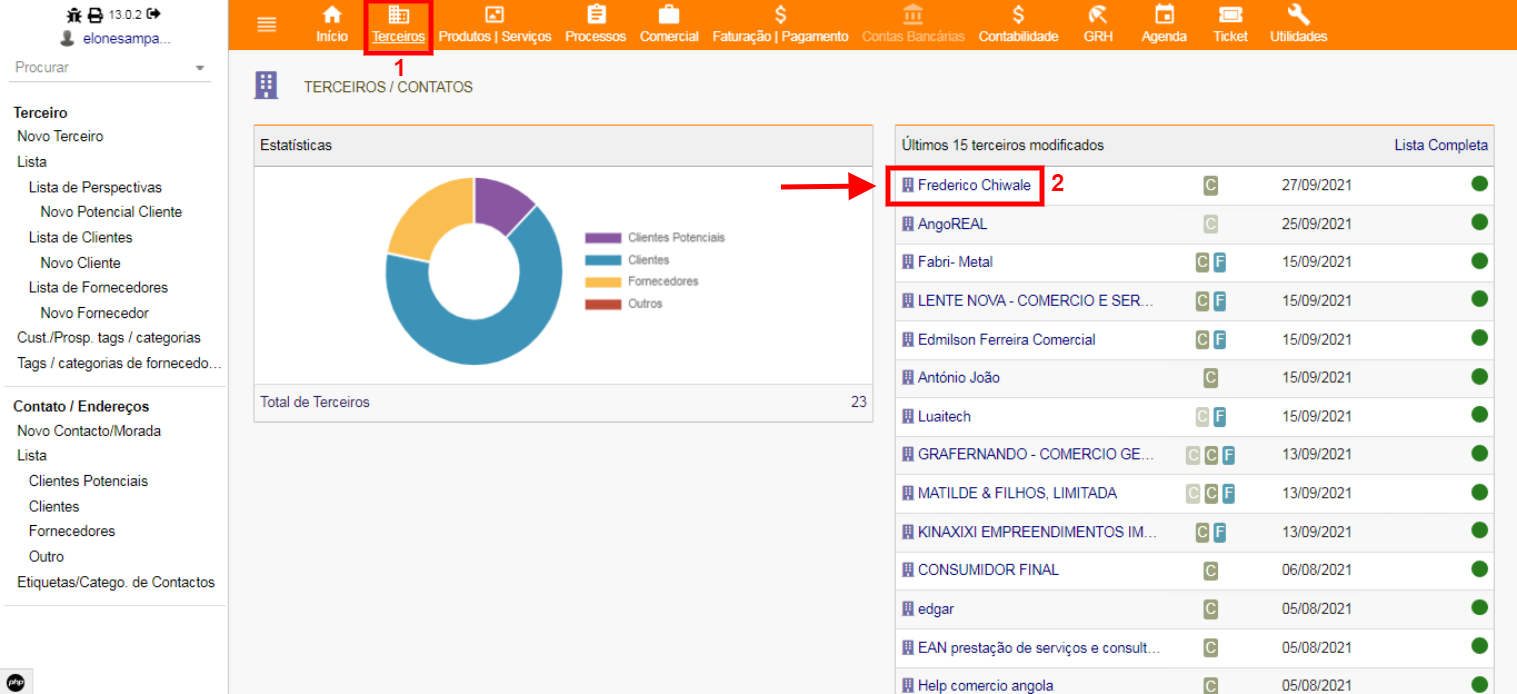 13.0.2
elonesampa...
Procurar
Início
Terceiros
Produtos | Serviços
Processos
Comercial
Faturação | Pagamento
Contas Bancárias
Contabilidade
GRH
Agenda
Ticket
Utilidades
1
TERCEIROS / CONTATOS
Terceiro
Novo Terceiro
Lista
Lista de Perspectivas
Novo Potencial Cliente
Lista de Clientes
Novo Cliente
Lista de Fornecedores
Novo Fornecedor
Cust./Prosp. tags / categorias
Tags / categorias de fornecedo...
Contato / Endereços
Novo Contacto/Morada
Lista
Clientes Potenciais
Clientes
Fornecedores
Outro
Etiquetas/Catego. de Contactos
php
Estatísticas
Clientes Potenciais
Clientes
Fornecedores
Outros
Total de Terceiros 23
Últimos 15 terceiros modificados Lista Completa
Frederico Chiwale 2 C 27/09/2021
AngoREAL C 25/09/2021
Fabri- Metal C F 15/09/2021
LENTE NOVA - COMERCIO E SER... C F 15/09/2021
Edmilson Ferreira Comercial C F 15/09/2021
António João C 15/09/2021
Luaitech C F 15/09/2021
GRAFERNANDO - COMERCIO GE... C C F 13/09/2021
MATILDE & FILHOS, LIMITADA C C F 13/09/2021
KINAXIXI EMPREENDIMENTOS IM... C F 13/09/2021
CONSUMIDOR FINAL C 06/08/2021
edgar C 05/08/2021
EAN prestação de serviços e consult... C 05/08/2021
Help comercio angola C 05/08/2021